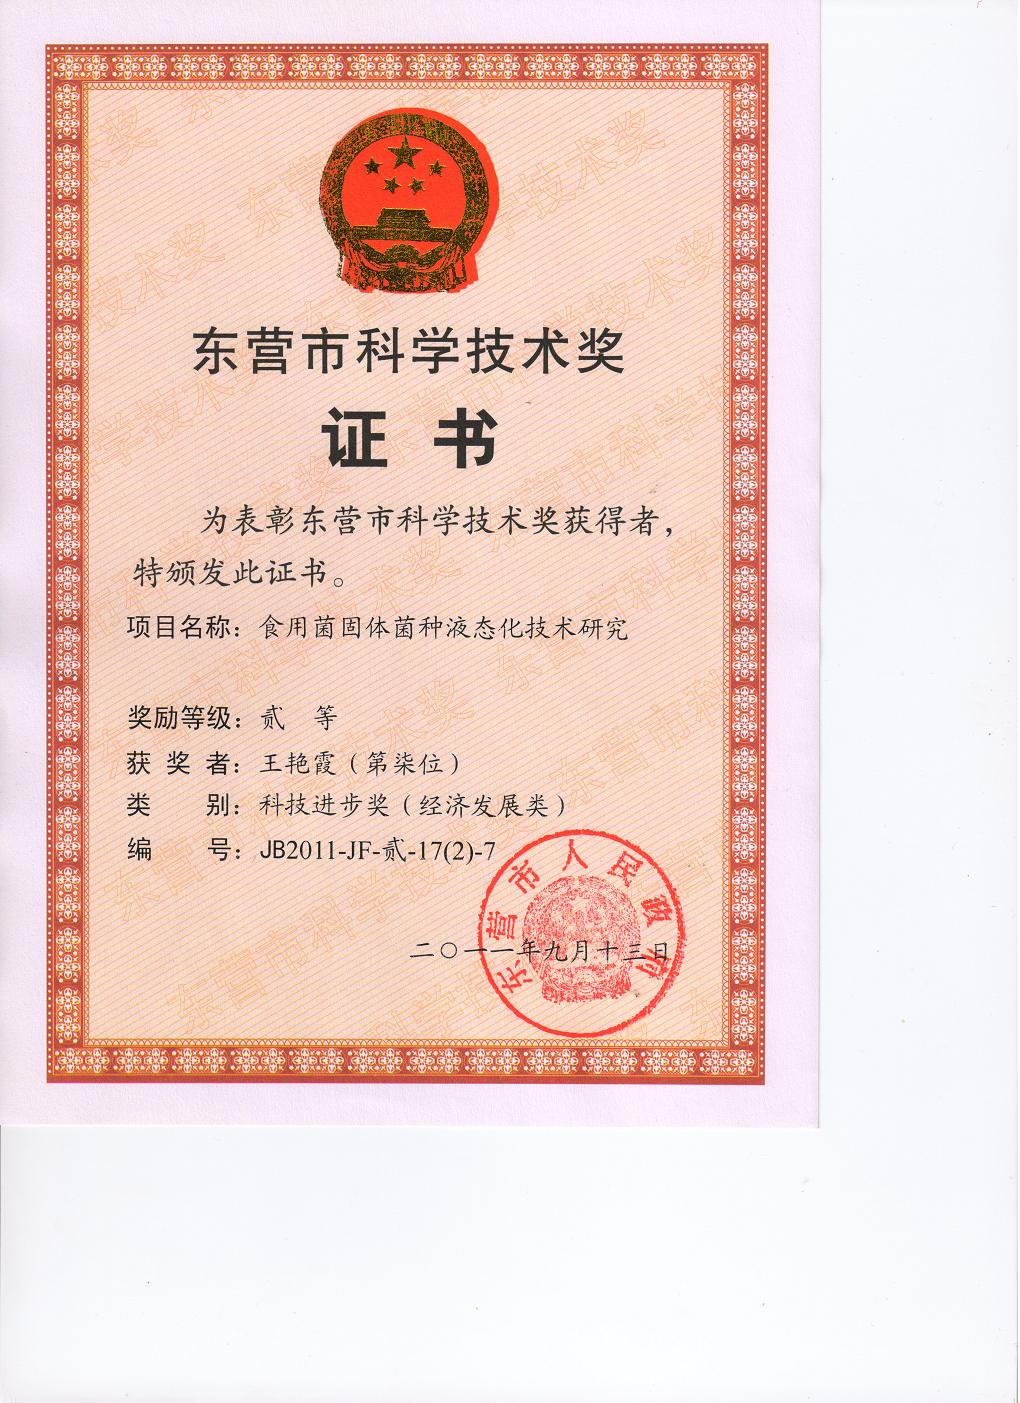 东营市科学技术奖
证 书
为表彰东营市科学技术奖获得者，
特颁发此证书。
项目名称：食用菌固体菌种液态化技术研究
奖励等级：贰 等
获 奖 者：王艳霞（第柒位）
类 别：科技进步奖（经济发展类）
编 号：JB2011-JF-贰-17(2)-7
东营市人民政府
二〇一一年九月十三日